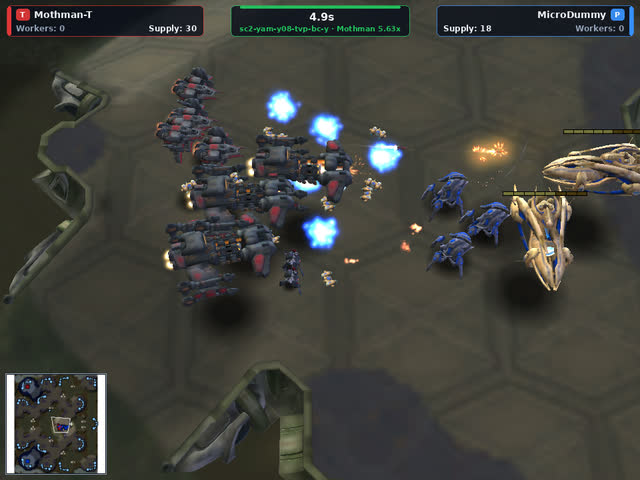 T Mothman-T
Workers: 0 Supply: 30
4.9s
sc2-yam-y08-tvp-bc-y · Mothman 5.63x
MicroDummy P
Supply: 18 Workers: 0